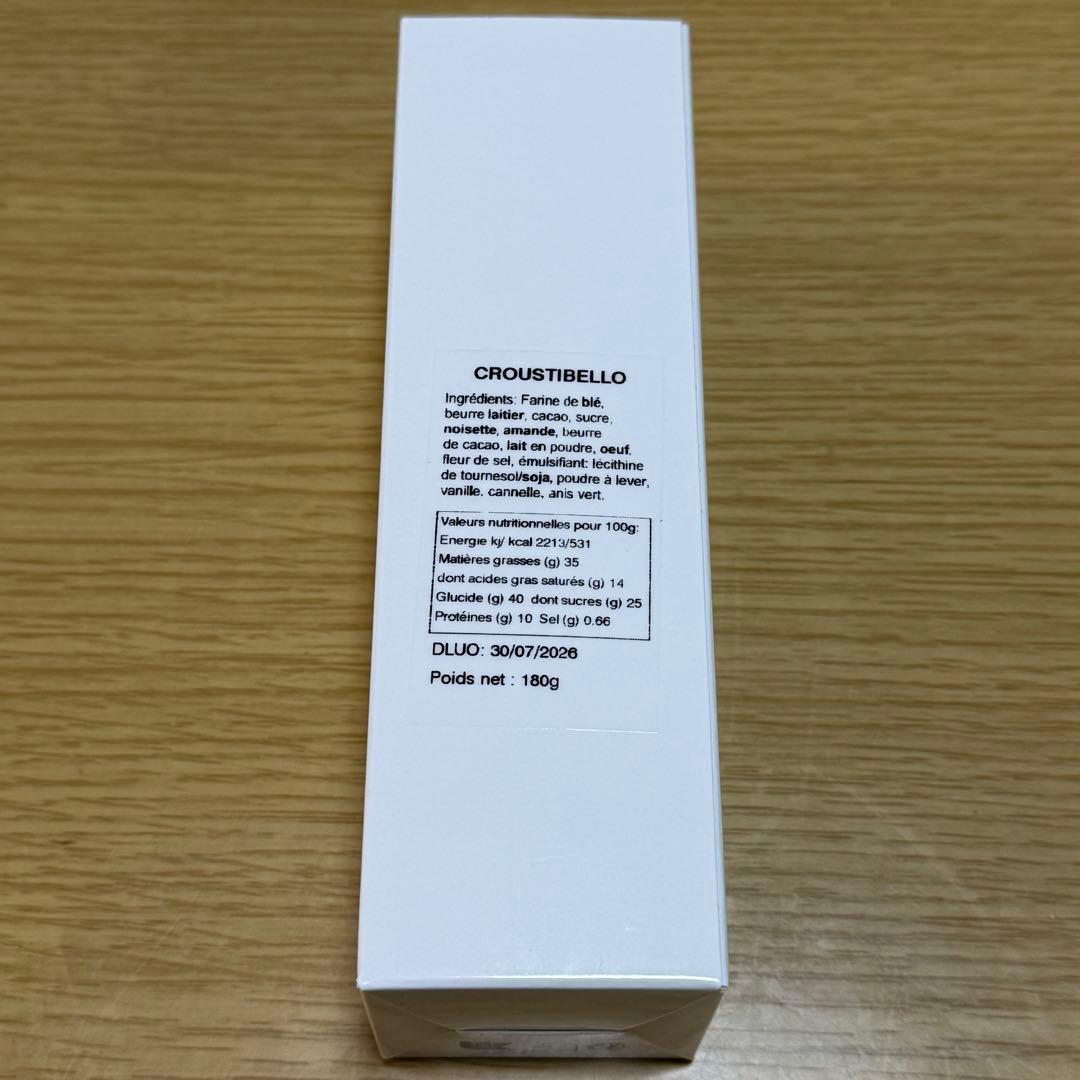 CROUSTIBELLO
Ingrédients: Farine de blé,
beurre laitier, cacao, sucre,
noisette, amande, beurre
de cacao, lait en poudre, oeuf,
fleur de sel, émulsifiant: lécithine
de tournesol/soja, poudre à lever,
vanille, cannelle, anis vert.
Valeurs nutritionnelles pour 100g:
Energie kj/ kcal 2213/531
Matières grasses (g) 35
dont acides gras saturés (g) 14
Glucide (g) 40 dont sucres (g) 25
Protéines (g) 10 Sel (g) 0.66
DLUO: 30/07/2026
Poids net : 180g